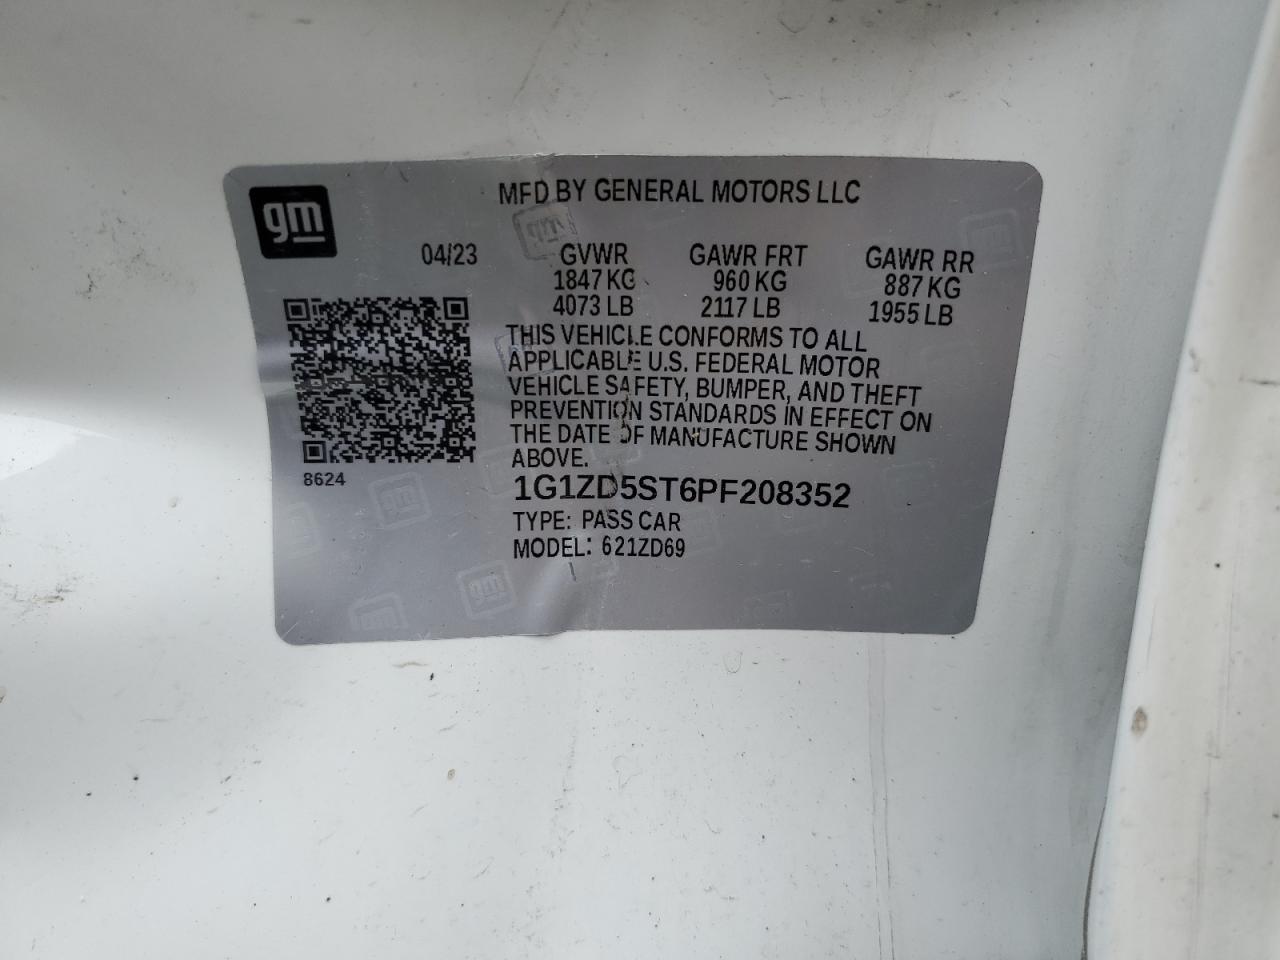 gm
MFD BY GENERAL MOTORS LLC
04/23
GVWR GAWR FRT GAWR RR
1847 KG 960 KG 887 KG
4073 LB 2117 LB 1955 LB
THIS VEHICLE CONFORMS TO ALL
APPLICABLE U.S. FEDERAL MOTOR
VEHICLE SAFETY, BUMPER, AND THEFT
PREVENTION STANDARDS IN EFFECT ON
THE DATE OF MANUFACTURE SHOWN
ABOVE.
8624
1G1ZD5ST6PF208352
TYPE: PASS CAR
MODEL: 621ZD69